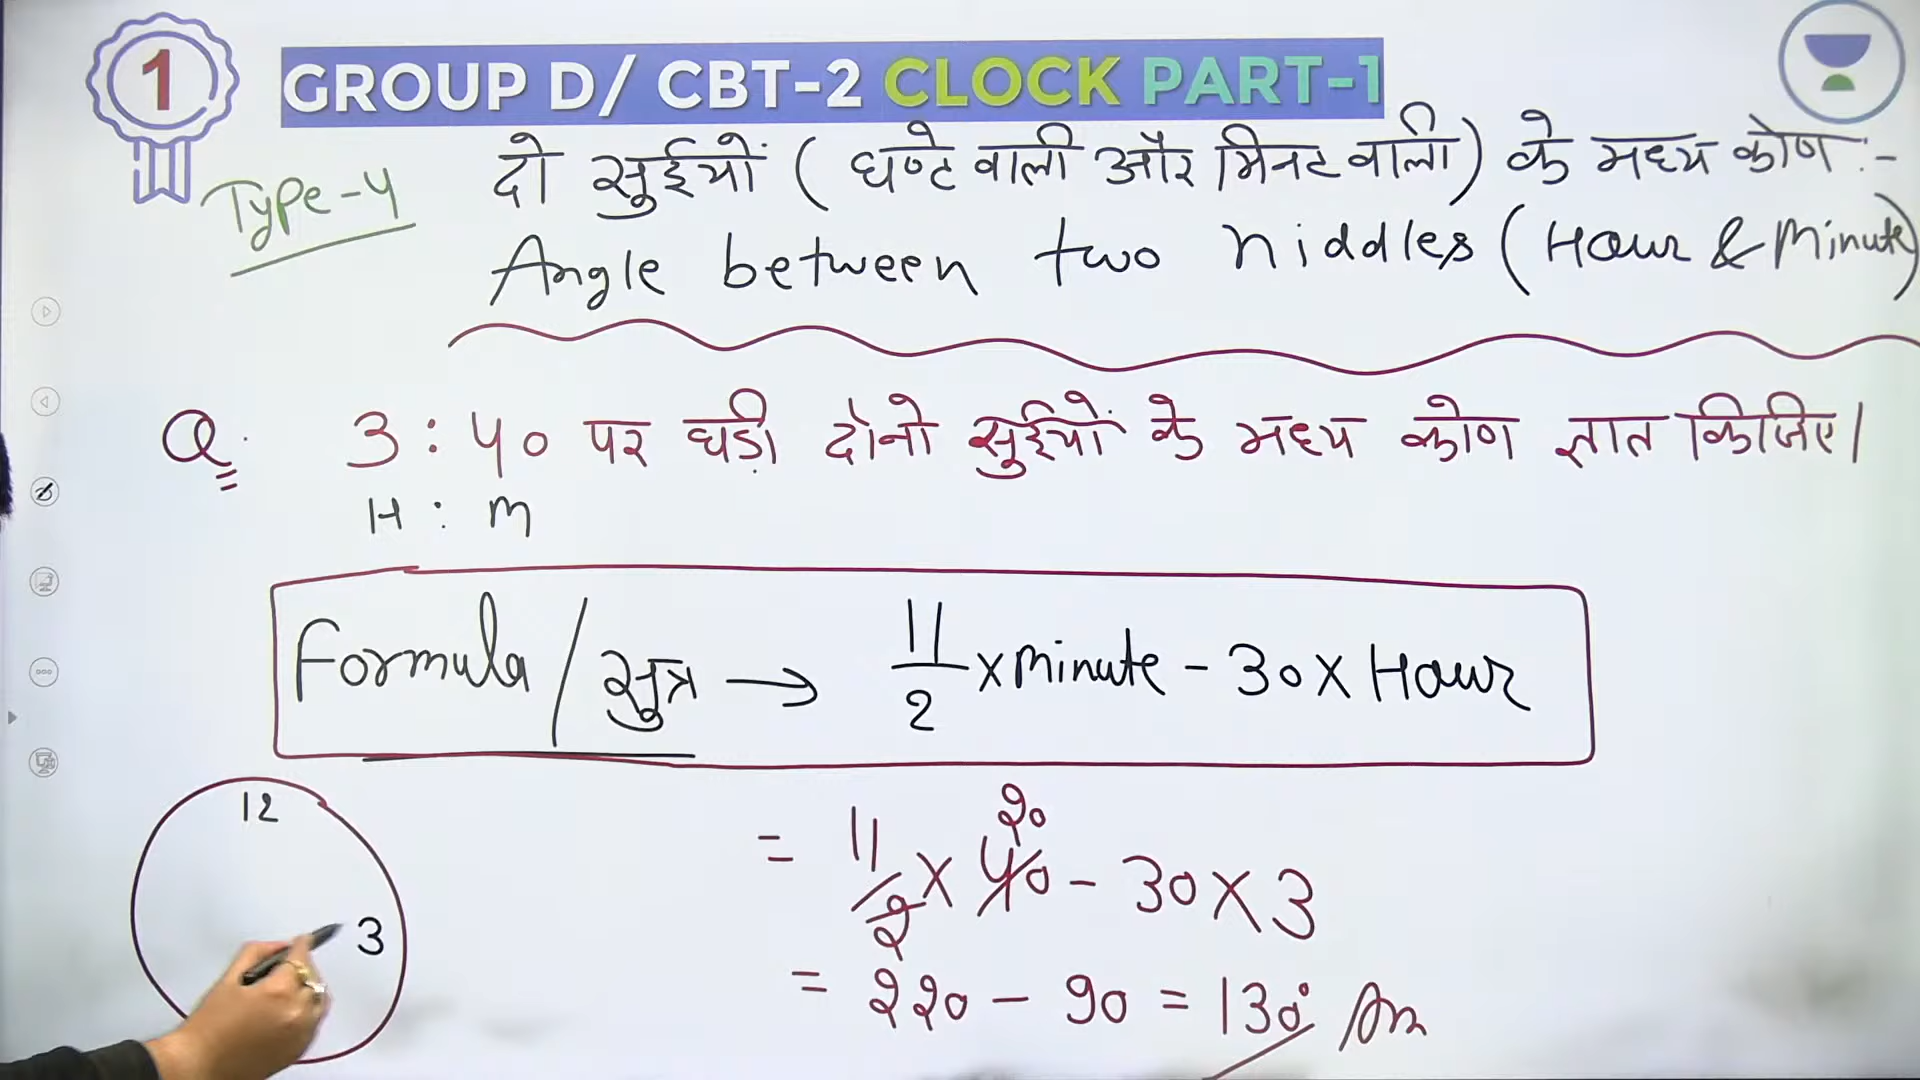 1
GROUP D/ CBT-2 CLOCK PART-1
Type-4
दो सुईयों ( घण्टे वाली और मिनट वाली) के मध्य कोण :-
Angle between two niddles (Hour & Minute)
Q. 3 : 40 पर घडी दोनो सुईयों के मध्य कोण ज्ञात किजिए।
H : m
Formula / सुत्र → 11/2 × minute - 30 × Hour
12
3
= 11/2 × 40 - 30 × 3
20
= 220 - 90 = 130° Ans